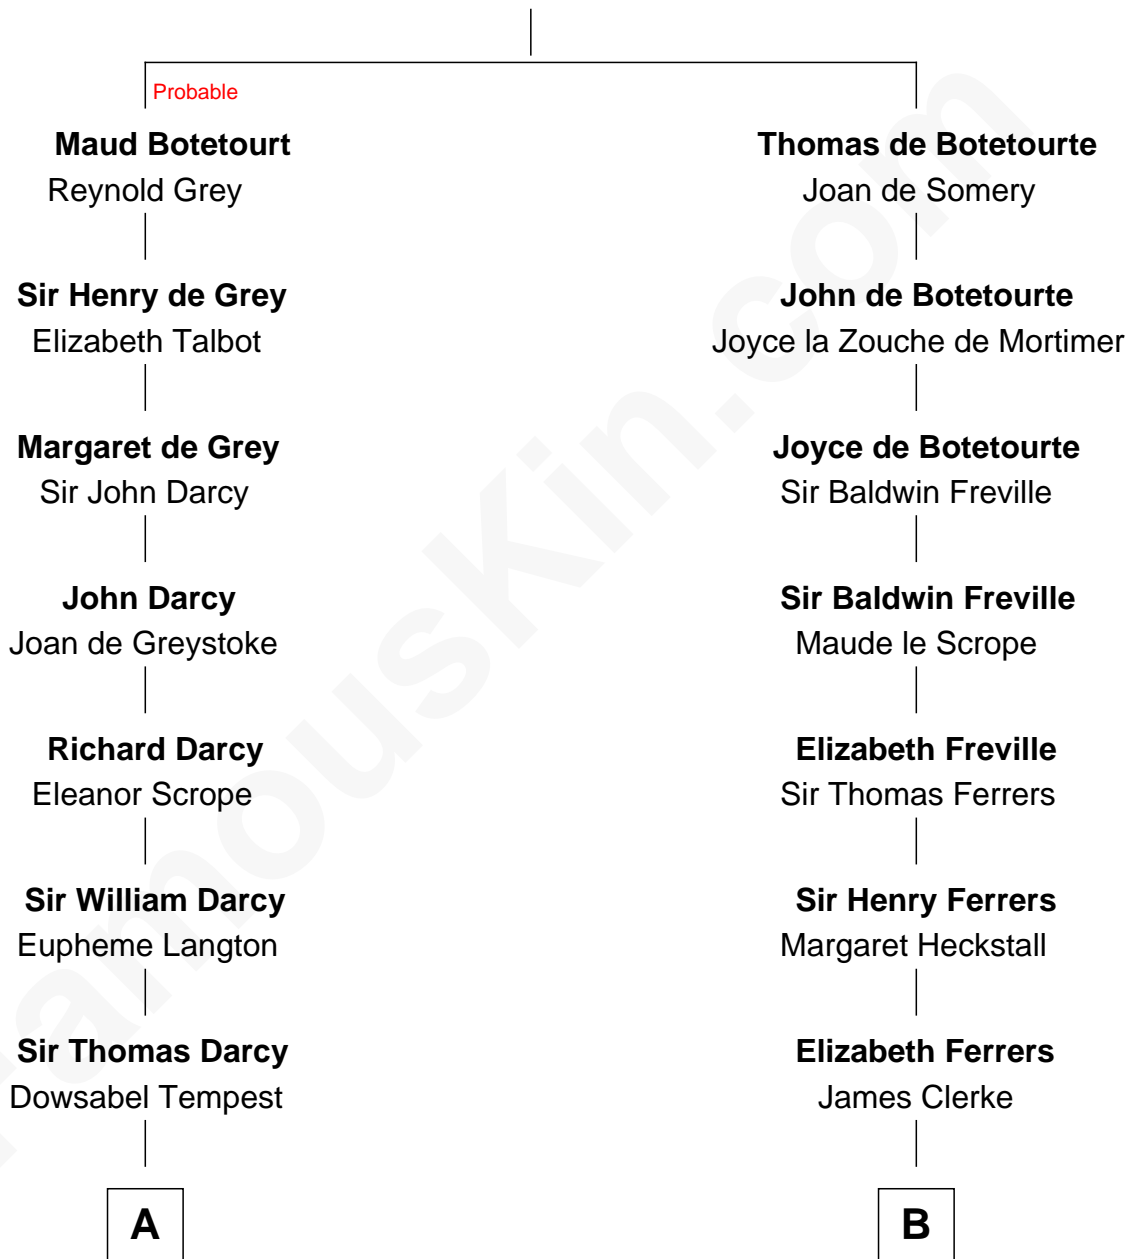 Probable
Maud Botetourt
Reynold Grey
Sir Henry de Grey
Elizabeth Talbot
Margaret de Grey
Sir John Darcy
John Darcy
Joan de Greystoke
Richard Darcy
Eleanor Scrope
Sir William Darcy
Eupheme Langton
Sir Thomas Darcy
Dowsabel Tempest
A
Thomas de Botetourte
Joan de Somery
John de Botetourte
Joyce la Zouche de Mortimer
Joyce de Botetourte
Sir Baldwin Freville
Sir Baldwin Freville
Maude le Scrope
Elizabeth Freville
Sir Thomas Ferrers
Sir Henry Ferrers
Margaret Heckstall
Elizabeth Ferrers
James Clerke
B
FamousKin.com